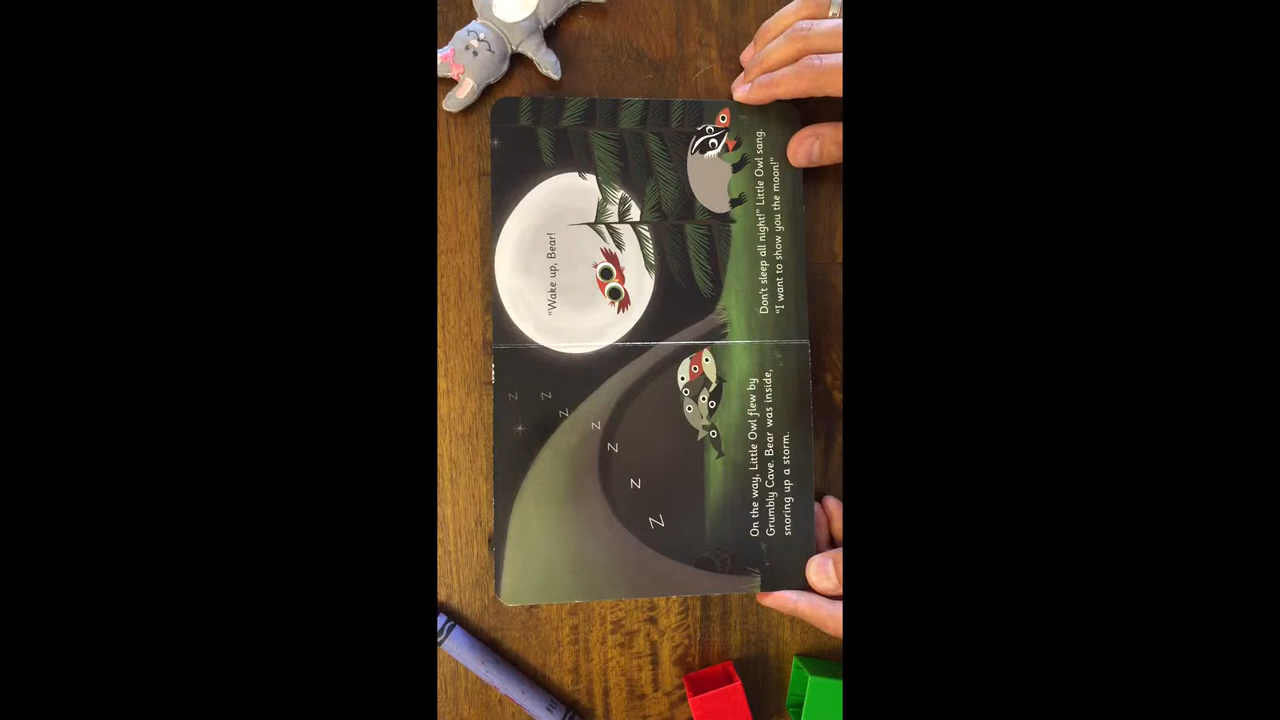 On the way, Little Owl flew by
Grumbly Cave. Bear was inside,
snoring up a storm.
z
z
z
z
z
z
z
"Wake up, Bear!
Don't sleep all night!" Little Owl sang.
"I want to show you the moon!"